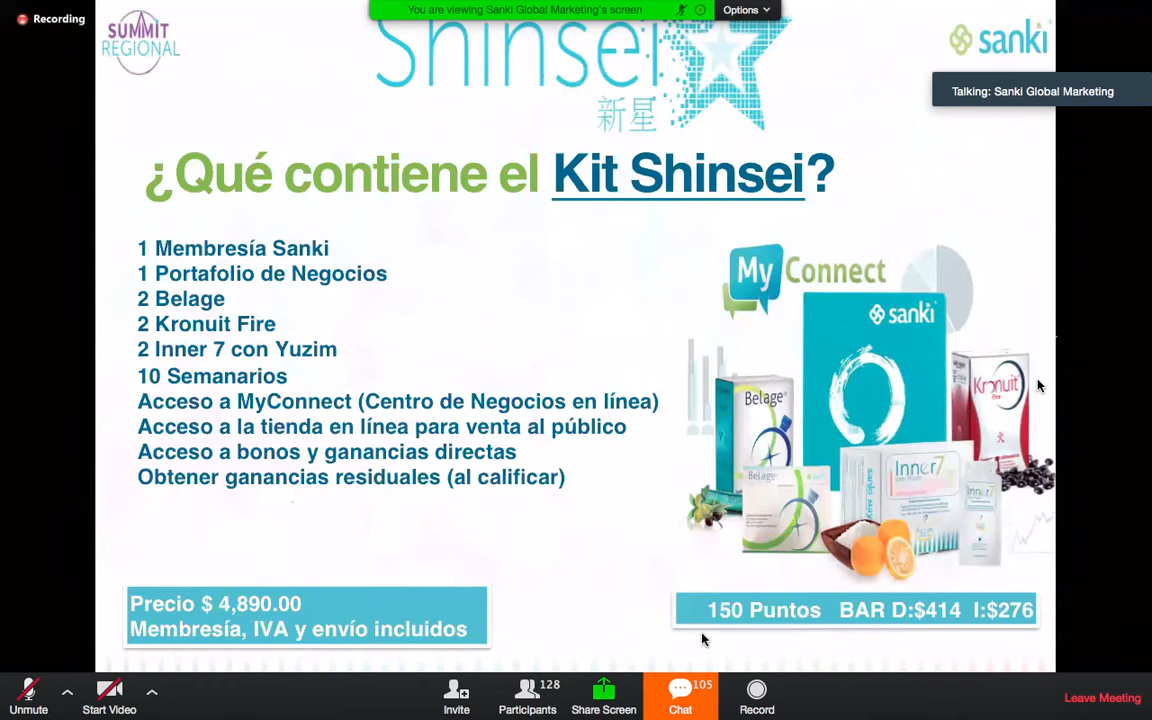 Recording
You are viewing Sanki Global Marketing's screen
Options
SUMMIT
REGIONAL
Shinsei
新星
sanki
Talking: Sanki Global Marketing
¿Qué contiene el Kit Shinsei?
1 Membresía Sanki
1 Portafolio de Negocios
2 Belage
2 Kronuit Fire
2 Inner 7 con Yuzim
10 Semanarios
Acceso a MyConnect (Centro de Negocios en línea)
Acceso a la tienda en línea para venta al público
Acceso a bonos y ganancias directas
Obtener ganancias residuales (al calificar)
My Connect
sanki
Belage
Kronuit
Fire
Belage
Inner7
Inner7
Precio $ 4,890.00
Membresía, IVA y envío incluidos
150 Puntos BAR D:$414 I:$276
Unmute
Start Video
Invite
128
Participants
Share Screen
105
Chat
Record
Leave Meeting